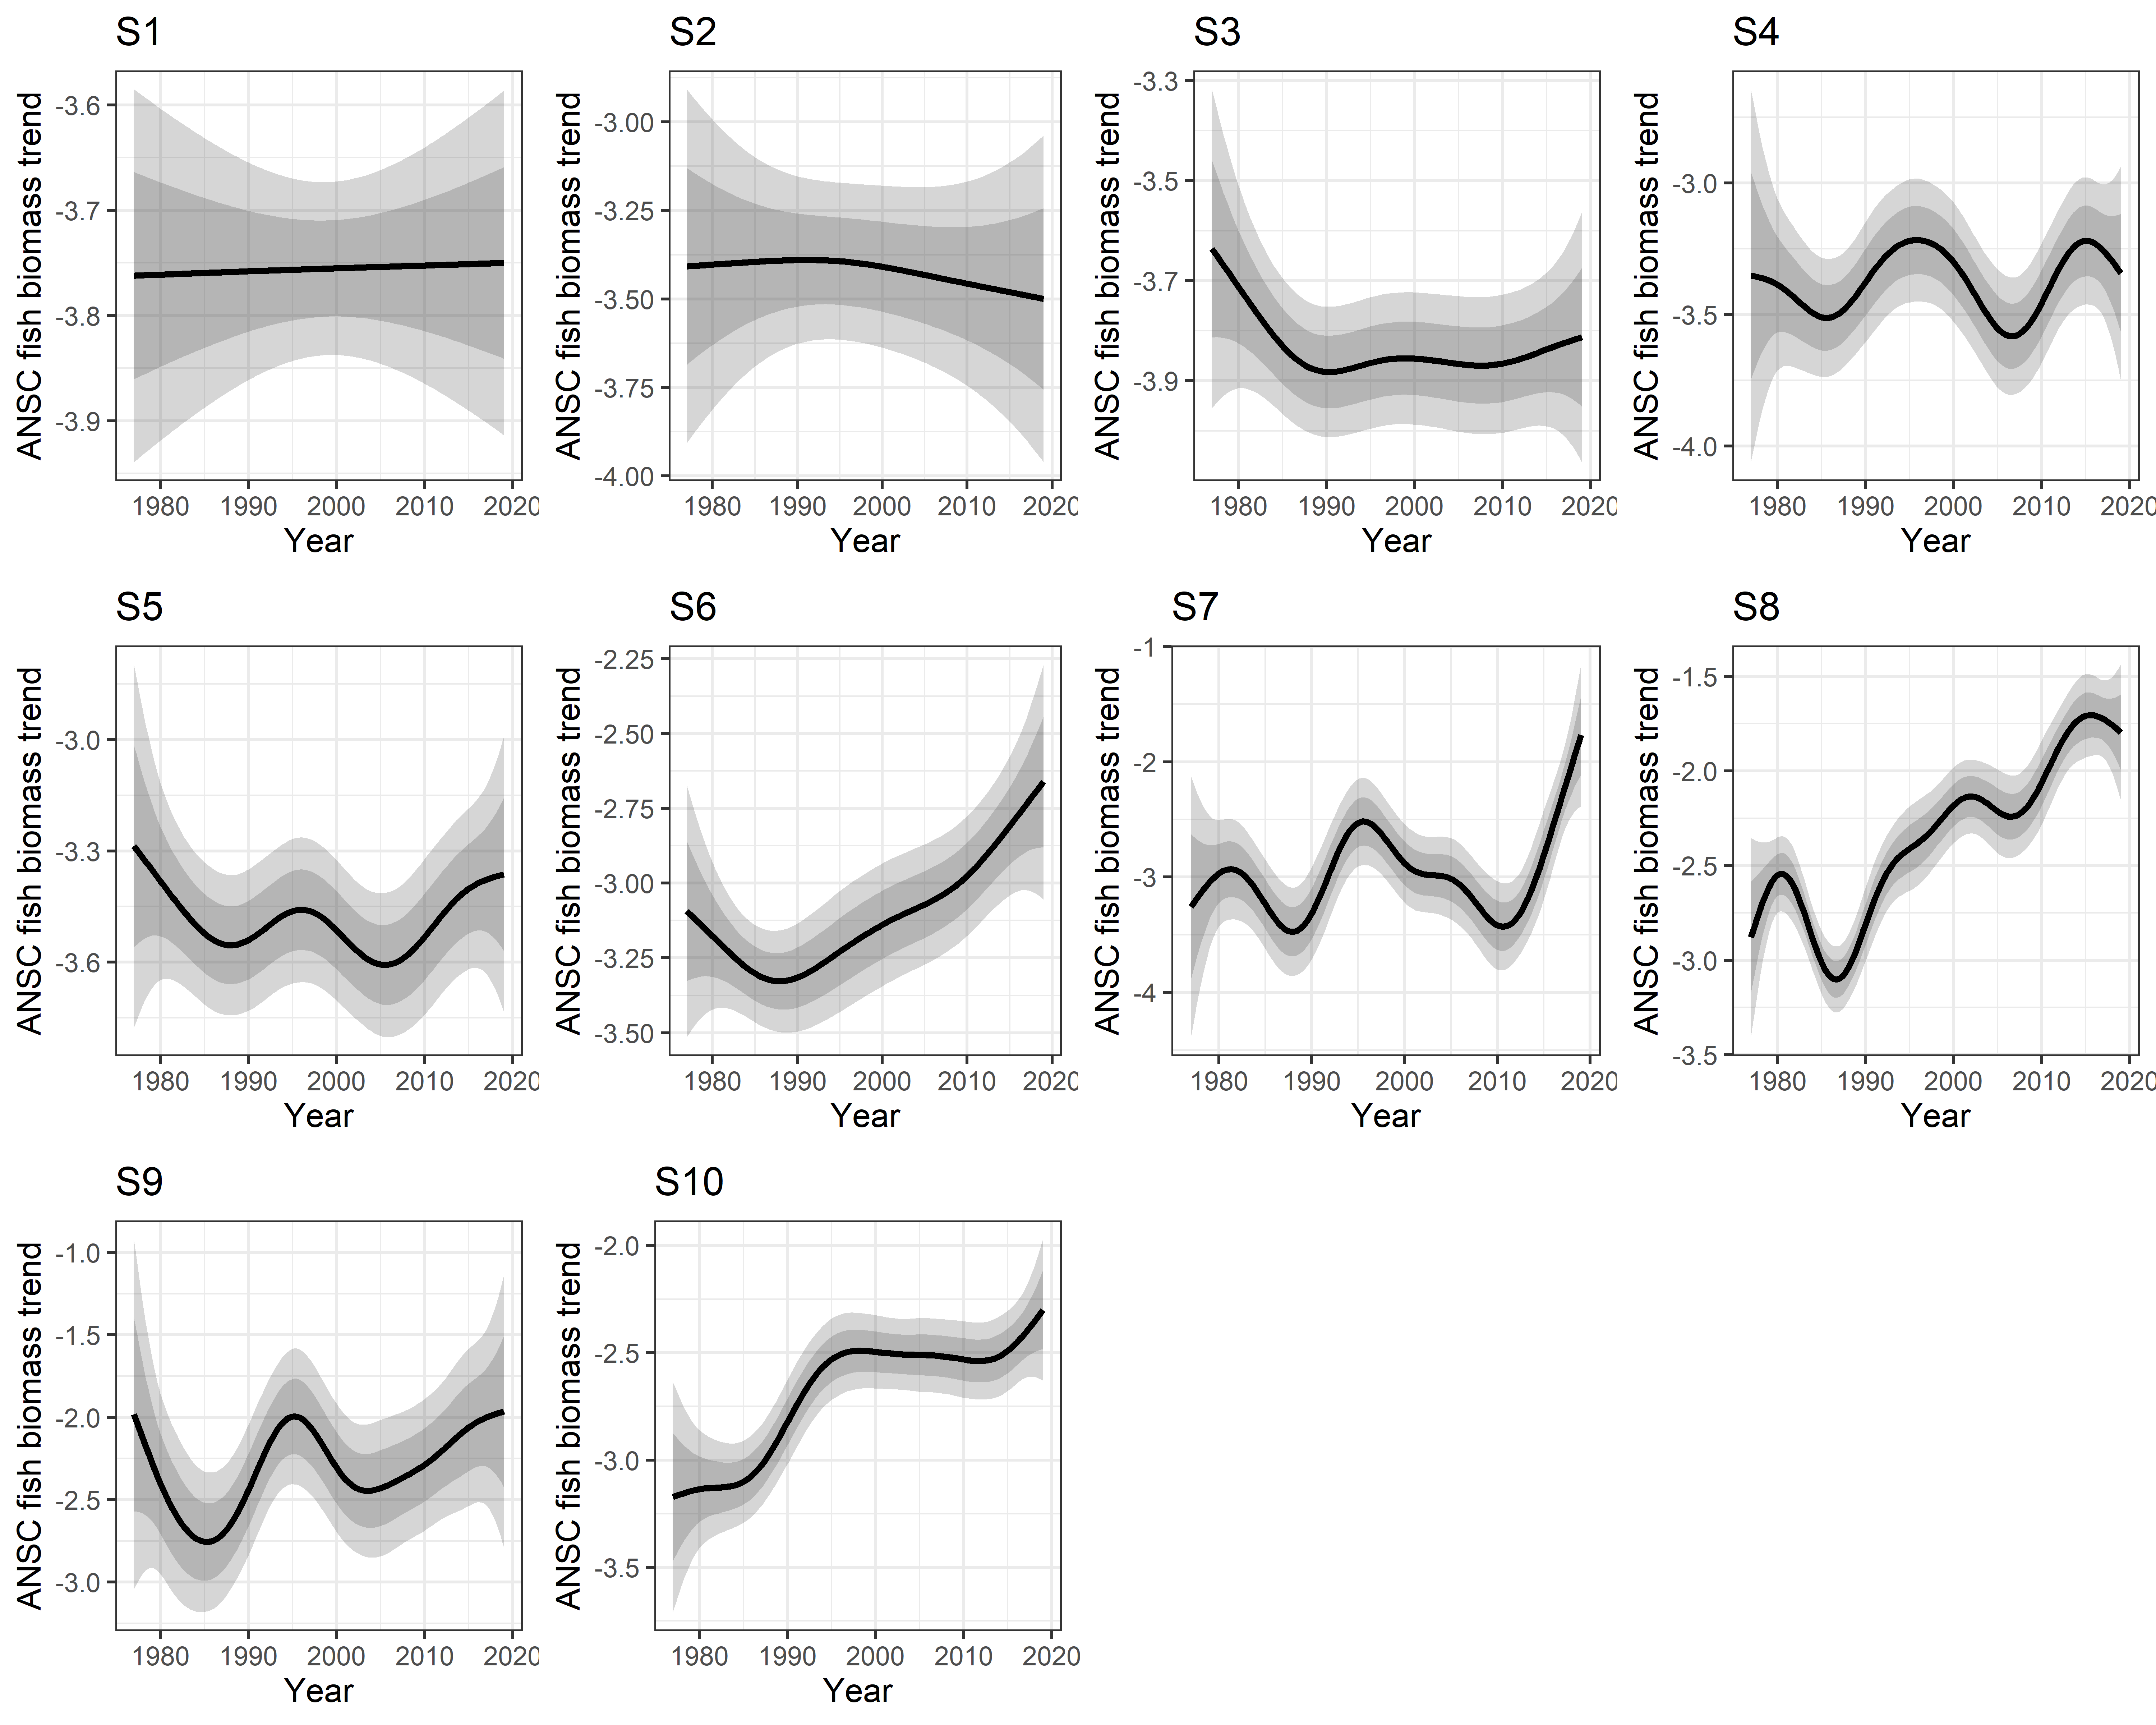 S1
ANSC fish biomass trend
-3.6
-3.7
-3.8
-3.9
1980 1990 2000 2010 2020
Year
S2
ANSC fish biomass trend
-3.00
-3.25
-3.50
-3.75
-4.00
1980 1990 2000 2010 2020
Year
S3
ANSC fish biomass trend
-3.3
-3.5
-3.7
-3.9
1980 1990 2000 2010 2020
Year
S4
ANSC fish biomass trend
-3.0
-3.5
-4.0
1980 1990 2000 2010 2020
Year
S5
ANSC fish biomass trend
-3.0
-3.3
-3.6
1980 1990 2000 2010 2020
Year
S6
ANSC fish biomass trend
-2.25
-2.50
-2.75
-3.00
-3.25
-3.50
1980 1990 2000 2010 2020
Year
S7
ANSC fish biomass trend
-1
-2
-3
-4
1980 1990 2000 2010 2020
Year
S8
ANSC fish biomass trend
-1.5
-2.0
-2.5
-3.0
-3.5
1980 1990 2000 2010 2020
Year
S9
ANSC fish biomass trend
-1.0
-1.5
-2.0
-2.5
-3.0
1980 1990 2000 2010 2020
Year
S10
ANSC fish biomass trend
-2.0
-2.5
-3.0
-3.5
1980 1990 2000 2010 2020
Year